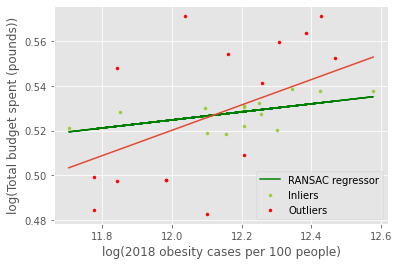 0.56
0.54
0.52
0.50
0.48
log(Total budget spent (pounds))
11.8
12.0
12.2
12.4
12.6
log(2018 obesity cases per 100 people)
RANSAC regressor
Inliers
Outliers